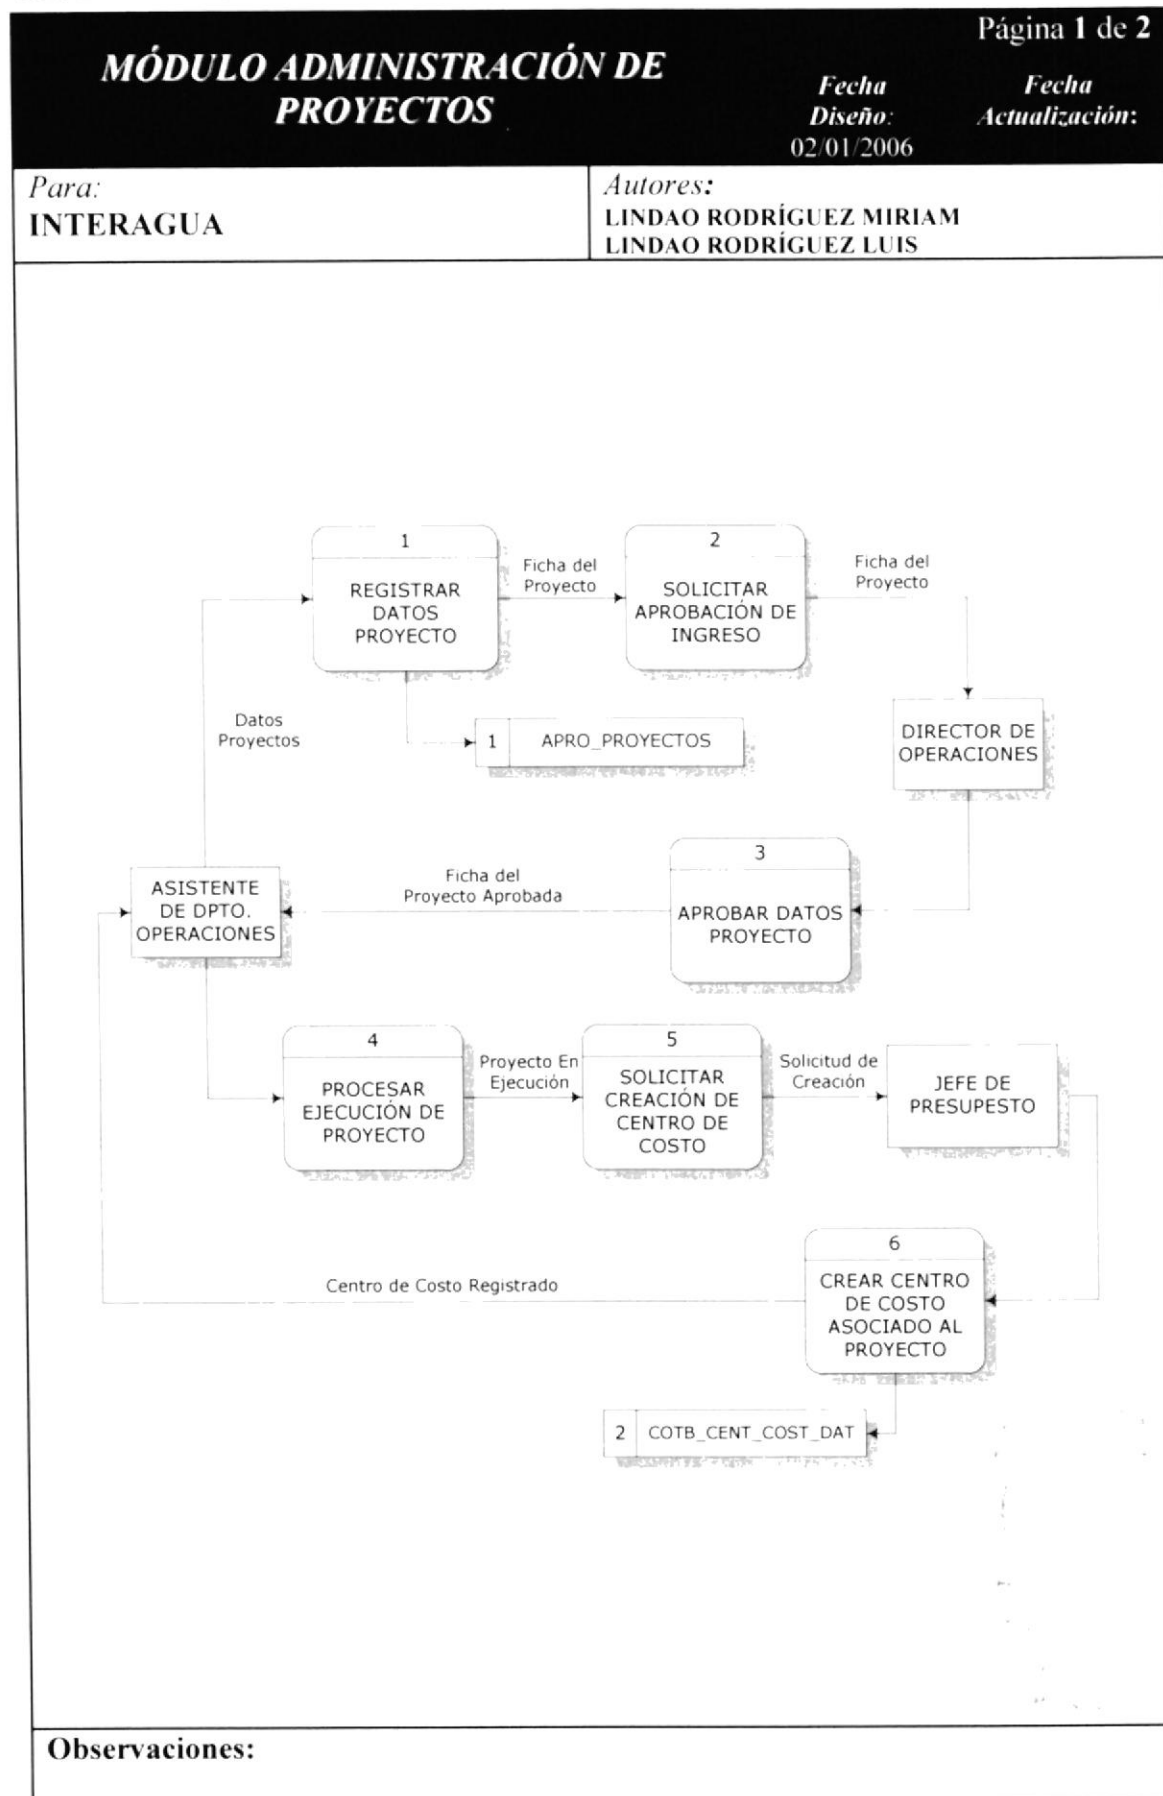 Página 1 de 2
MÓDULO ADMINISTRACIÓN DE
PROYECTOS
Fecha
Diseño:
02/01/2006
Fecha
Actualización:
Para:
INTERAGUA
Autores:
LINDAO RODRÍGUEZ MIRIAM
LINDAO RODRÍGUEZ LUIS
1
REGISTRAR
DATOS
PROYECTO
Ficha del
Proyecto
2
SOLICITAR
APROBACIÓN DE
INGRESO
Ficha del
Proyecto
Datos
Proyectos
1
APRO_PROYECTOS
DIRECTOR DE
OPERACIONES
ASISTENTE
DE DPTO.
OPERACIONES
Ficha del
Proyecto Aprobada
3
APROBAR DATOS
PROYECTO
4
PROCESAR
EJECUCIÓN DE
PROYECTO
Proyecto En
Ejecución
5
SOLICITAR
CREACIÓN DE
CENTRO DE
COSTO
Solicitud de
Creación
JEFE DE
PRESUPESTO
Centro de Costo Registrado
6
CREAR CENTRO
DE COSTO
ASOCIADO AL
PROYECTO
2
COTB_CENT_COST_DAT
Observaciones: